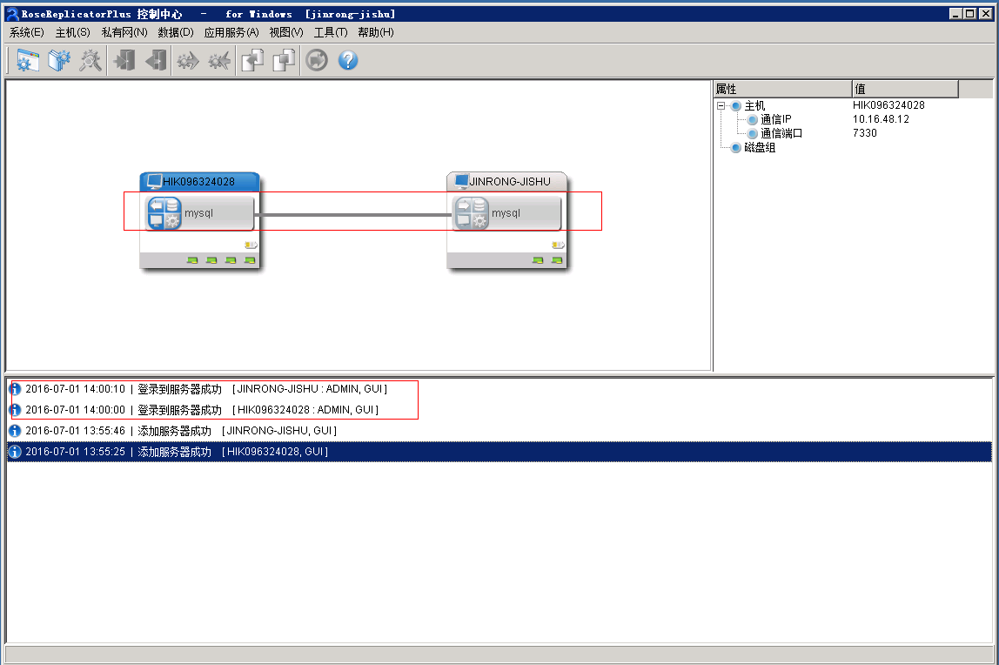 RoseReplicatorPlus 控制中心 - for Windows [jinrong-jishu]
系统(E) 主机(S) 私有网(N) 数据(D) 应用服务(A) 视图(V) 工具(T) 帮助(H)
属性 值
主机 HIK096324028
通信IP 10.16.48.12
通信端口 7330
磁盘组
HIK096324028
mysql
JINRONG-JISHU
mysql
2016-07-01 14:00:10 | 登录到服务器成功 [JINRONG-JISHU : ADMIN, GUI]
2016-07-01 14:00:00 | 登录到服务器成功 [HIK096324028 : ADMIN, GUI]
2016-07-01 13:55:46 | 添加服务器成功 [JINRONG-JISHU, GUI]
2016-07-01 13:55:25 | 添加服务器成功 [HIK096324028, GUI]